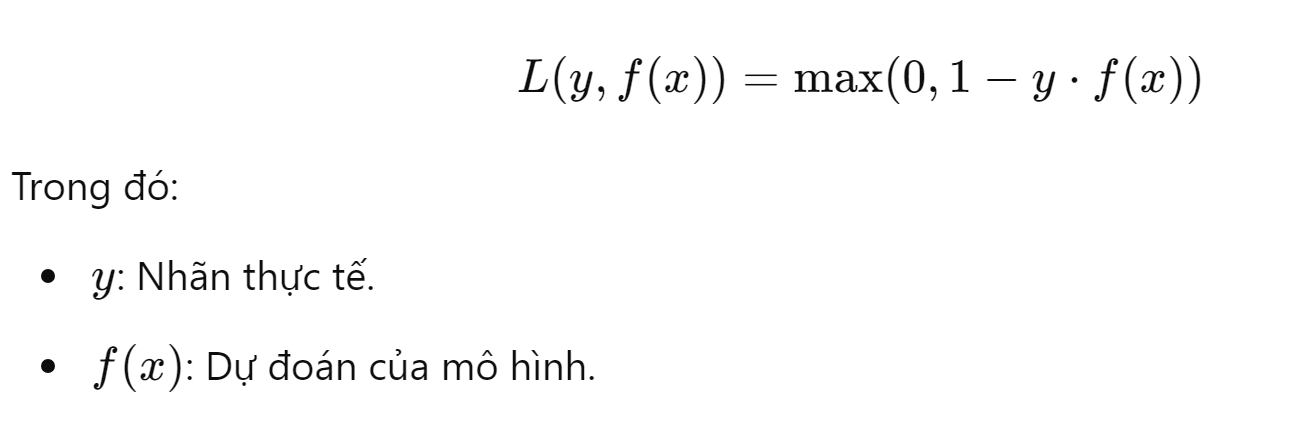 L(y, f(x)) = max(0, 1 − y · f(x))
Trong đó:
• y: Nhãn thực tế.
• f(x): Dự đoán của mô hình.